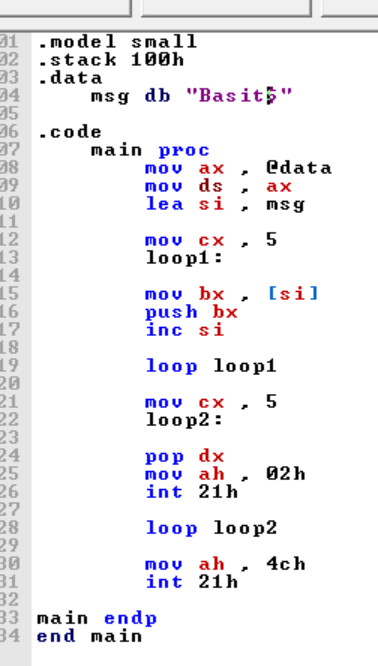 01 .model small
02 .stack 100h
03 .data
04 msg db "Basit$"
05
06 .code
07 main proc
08 mov ax , @data
09 mov ds , ax
10 lea si , msg
11
12 mov cx , 5
13 loop1:
14
15 mov bx , [si]
16 push bx
17 inc si
18
19 loop loop1
20
21 mov cx , 5
22 loop2:
23
24 pop dx
25 mov ah , 02h
26 int 21h
27
28 loop loop2
29
30 mov ah , 4ch
31 int 21h
32
33 main endp
34 end main